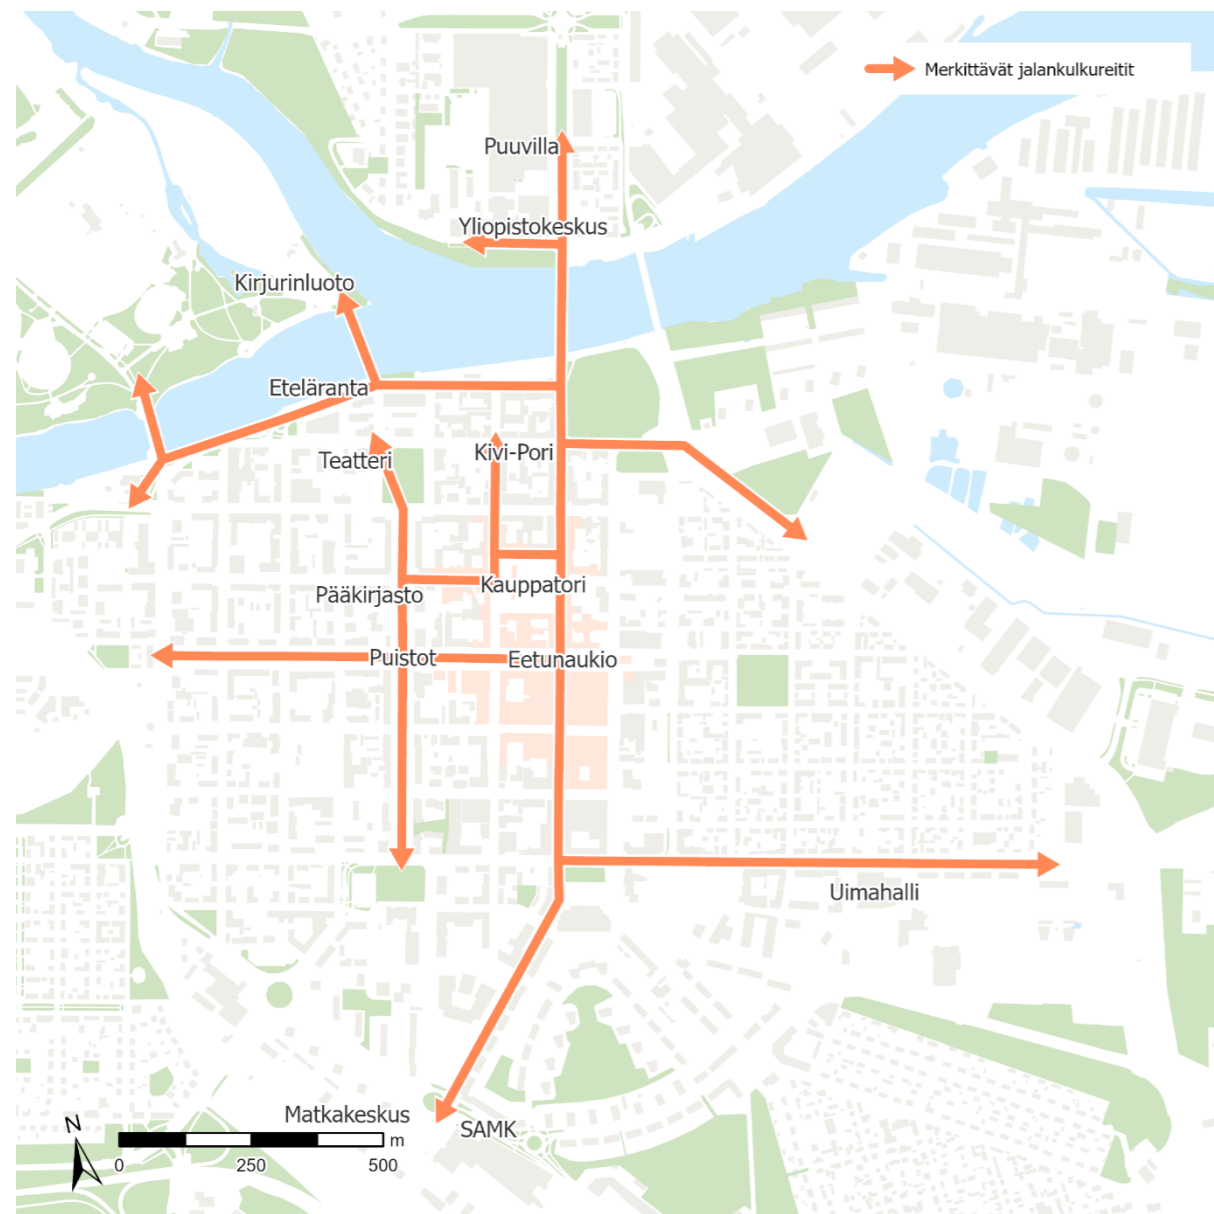 Merkittävät jalankulkureitit
Puuvilla
Yliopistokeskus
Kirjurinluoto
Eteläranta
Kivi-Pori
Teatteri
Kauppatori
Pääkirjasto
Puistot
Eetunaukio
Uimahalli
Matkakeskus
SAMK
N
m
0 250 500